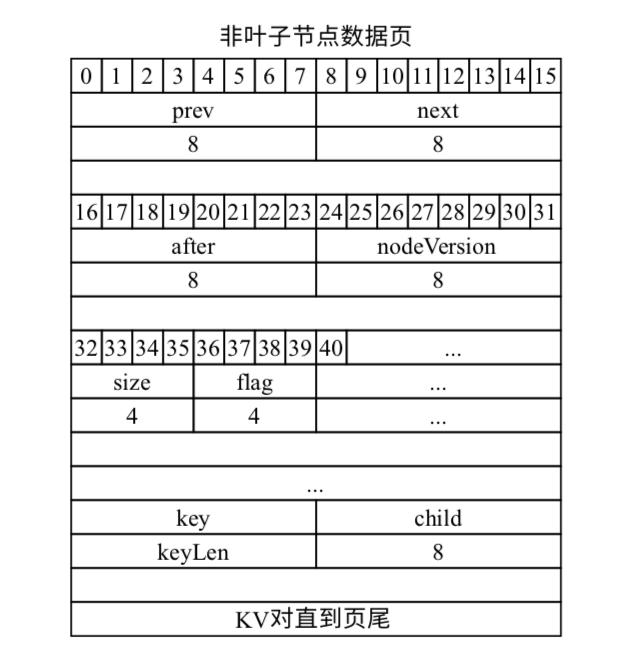 非叶子节点数据页
0 1 2 3 4 5 6 7 8 9 10 11 12 13 14 15
prev next
8 8
16 17 18 19 20 21 22 23 24 25 26 27 28 29 30 31
after nodeVersion
8 8
32 33 34 35 36 37 38 39 40 ...
size flag ...
4 4 ...
...
key child
keyLen 8
KV对直到页尾